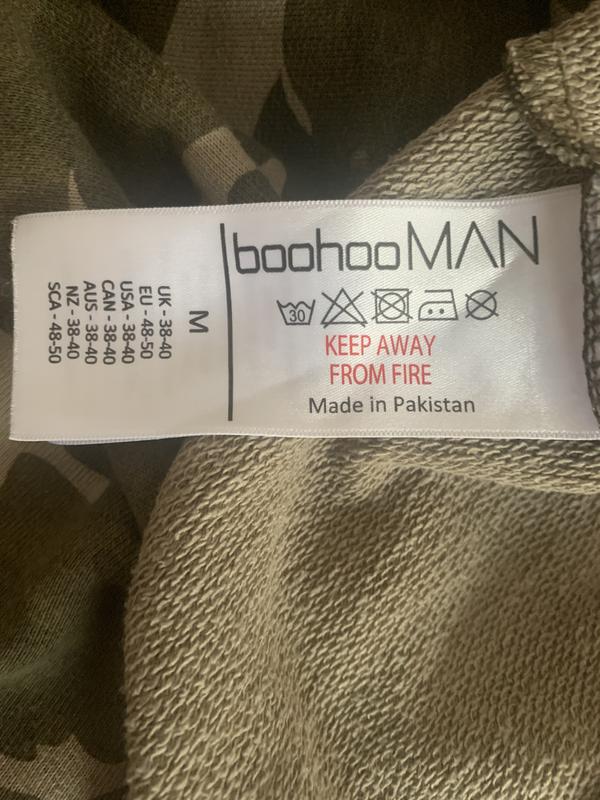 boohooMAN
30
KEEP AWAY
FROM FIRE
Made in Pakistan
M
UK - 38-40
EU - 48-50
USA - 38-40
CAN - 38-40
AUS - 38-40
NZ - 38-40
SCA - 48-50